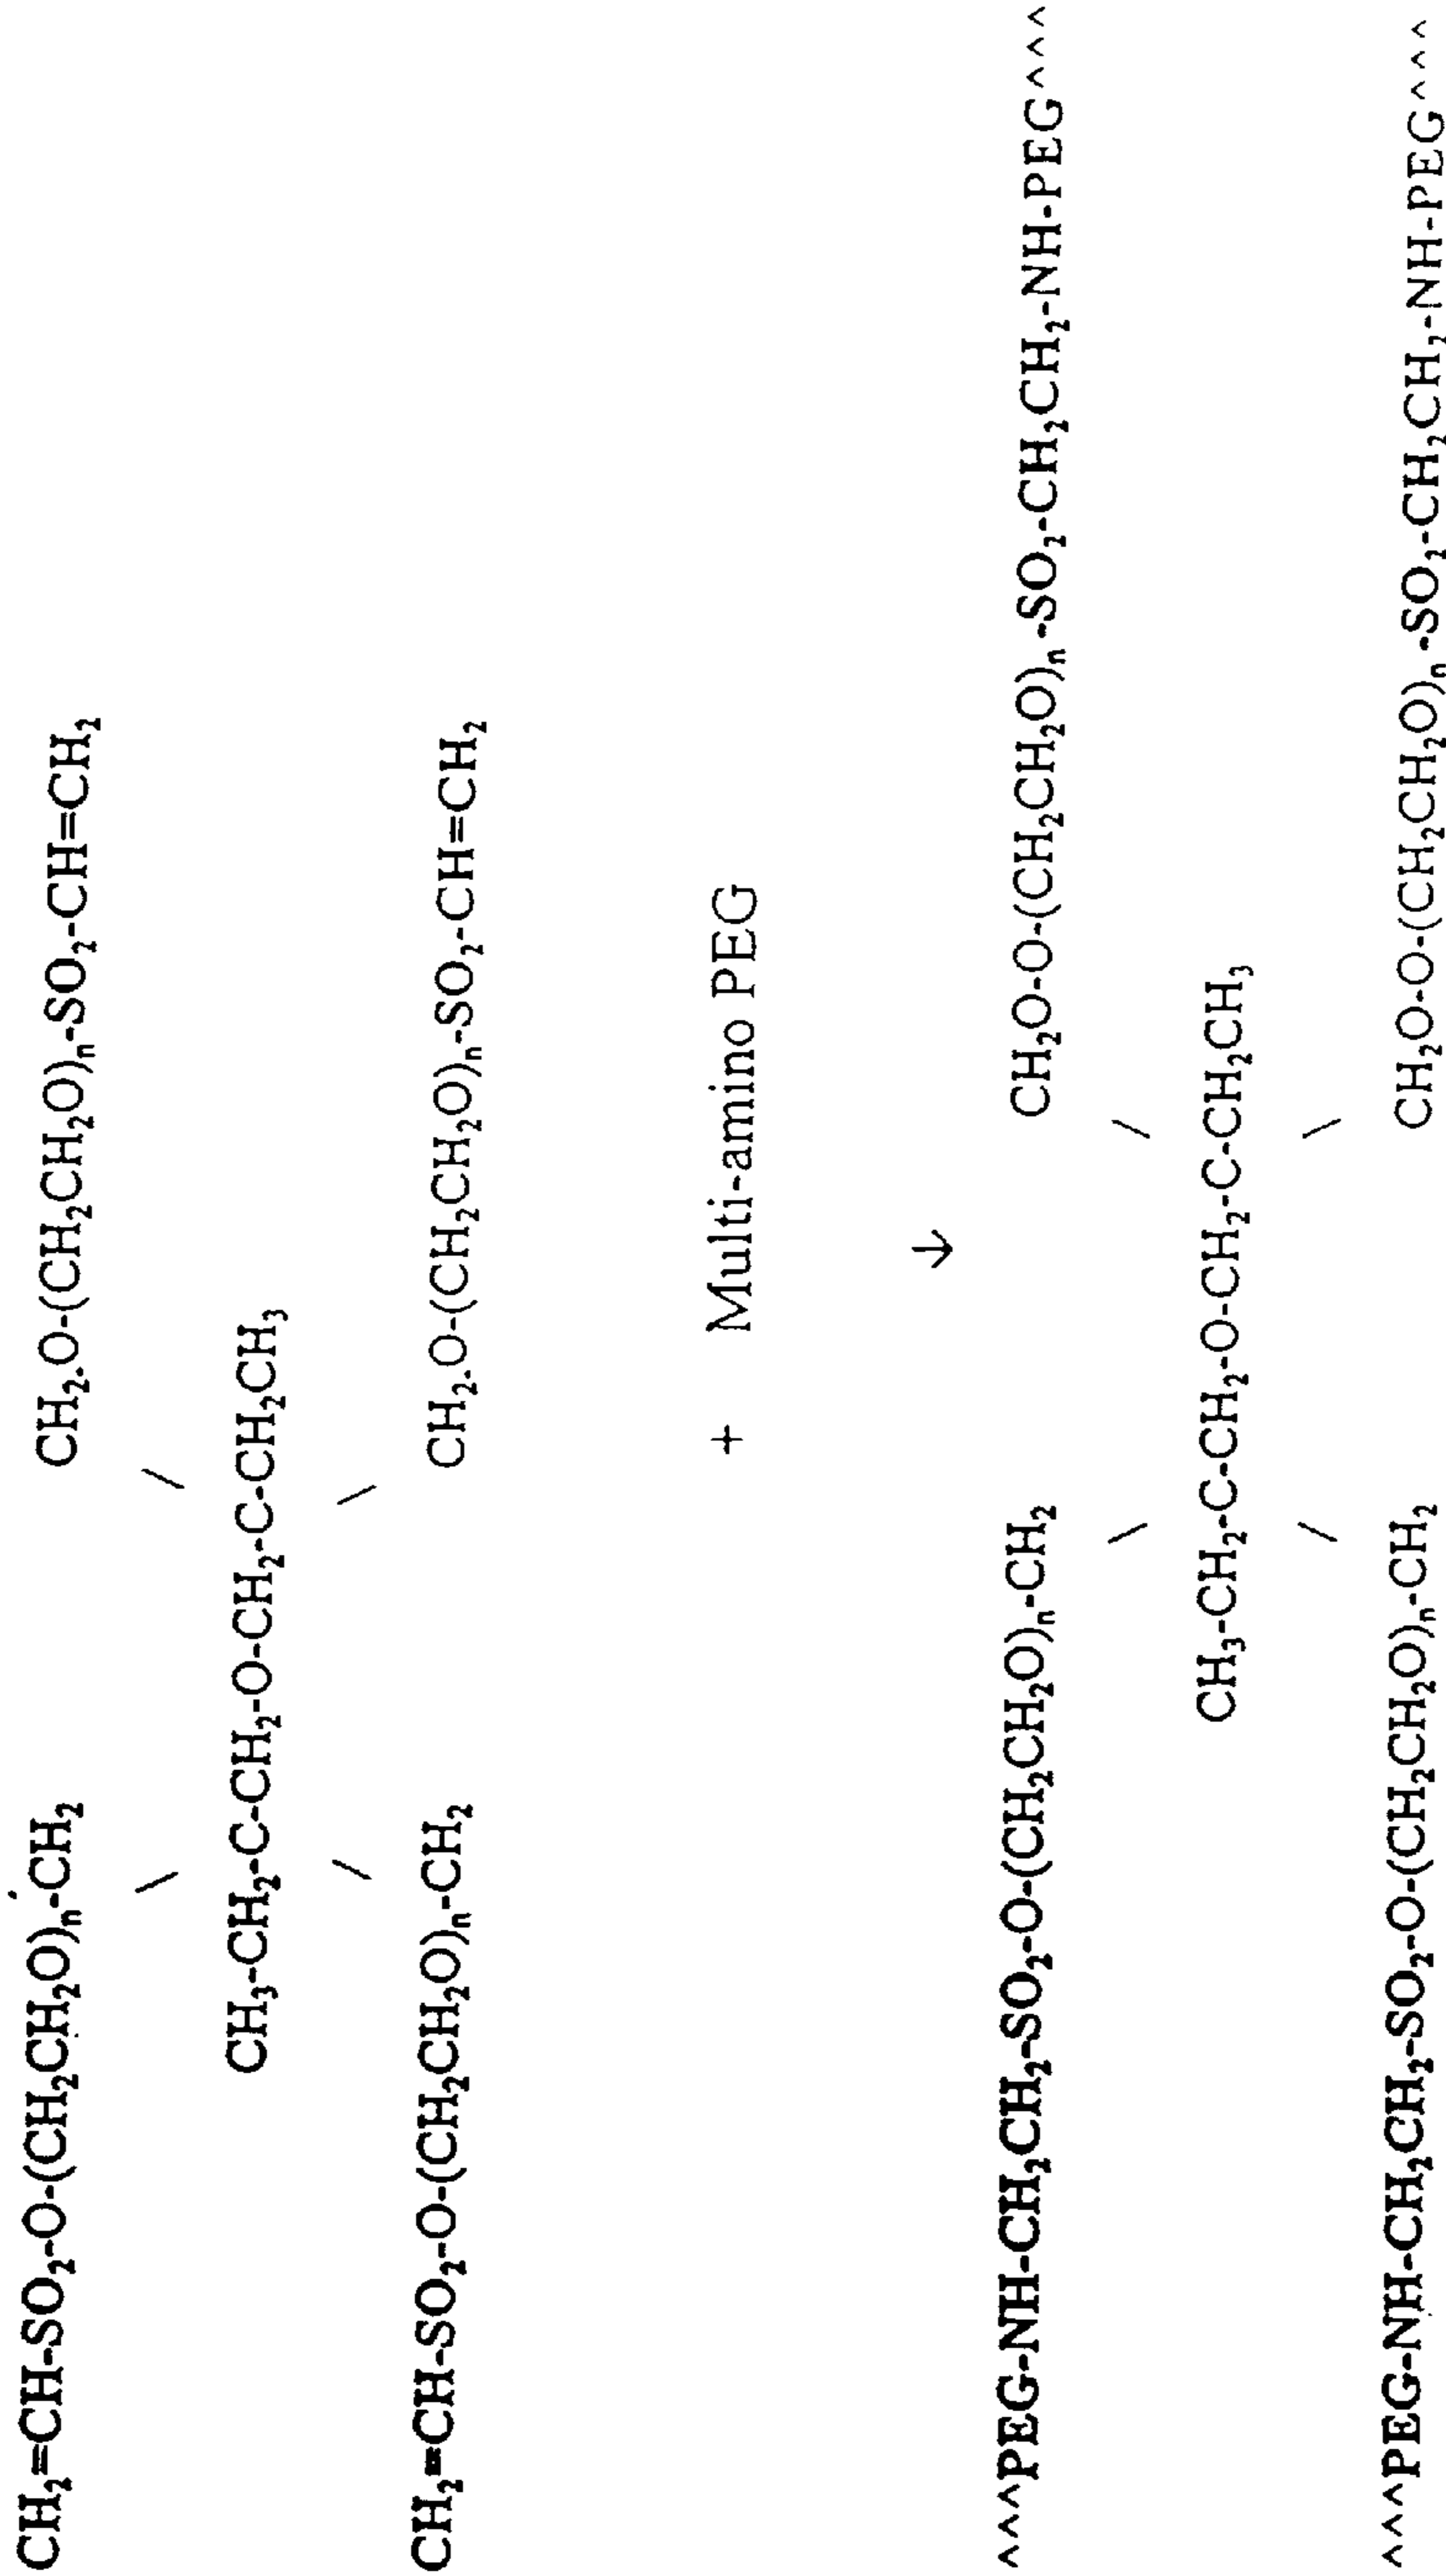 CH₂=CH-SO₂-O-(CH₂CH₂O)ₙ-CH₂ CH₂-O-(CH₂CH₂O)ₙ-SO₂-CH=CH₂
\ /
CH₃-CH₂-C-CH₂-O-CH₂-C-CH₂CH₃
/ \
CH₂=CH-SO₂-O-(CH₂CH₂O)ₙ-CH₂ CH₂-O-(CH₂CH₂O)ₙ-SO₂-CH=CH₂
+ Multi-amino PEG
↓
^^^PEG-NH-CH₂CH₂-SO₂-O-(CH₂CH₂O)ₙ-CH₂ CH₂O-O-(CH₂CH₂O)ₙ-SO₂-CH₂CH₂-NH-PEG^^^
\ /
CH₃-CH₂-C-CH₂-O-CH₂-C-CH₂CH₃
/ \
^^^PEG-NH-CH₂CH₂-SO₂-O-(CH₂CH₂O)ₙ-CH₂ CH₂O-O-(CH₂CH₂O)ₙ-SO₂-CH₂CH₂-NH-PEG^^^